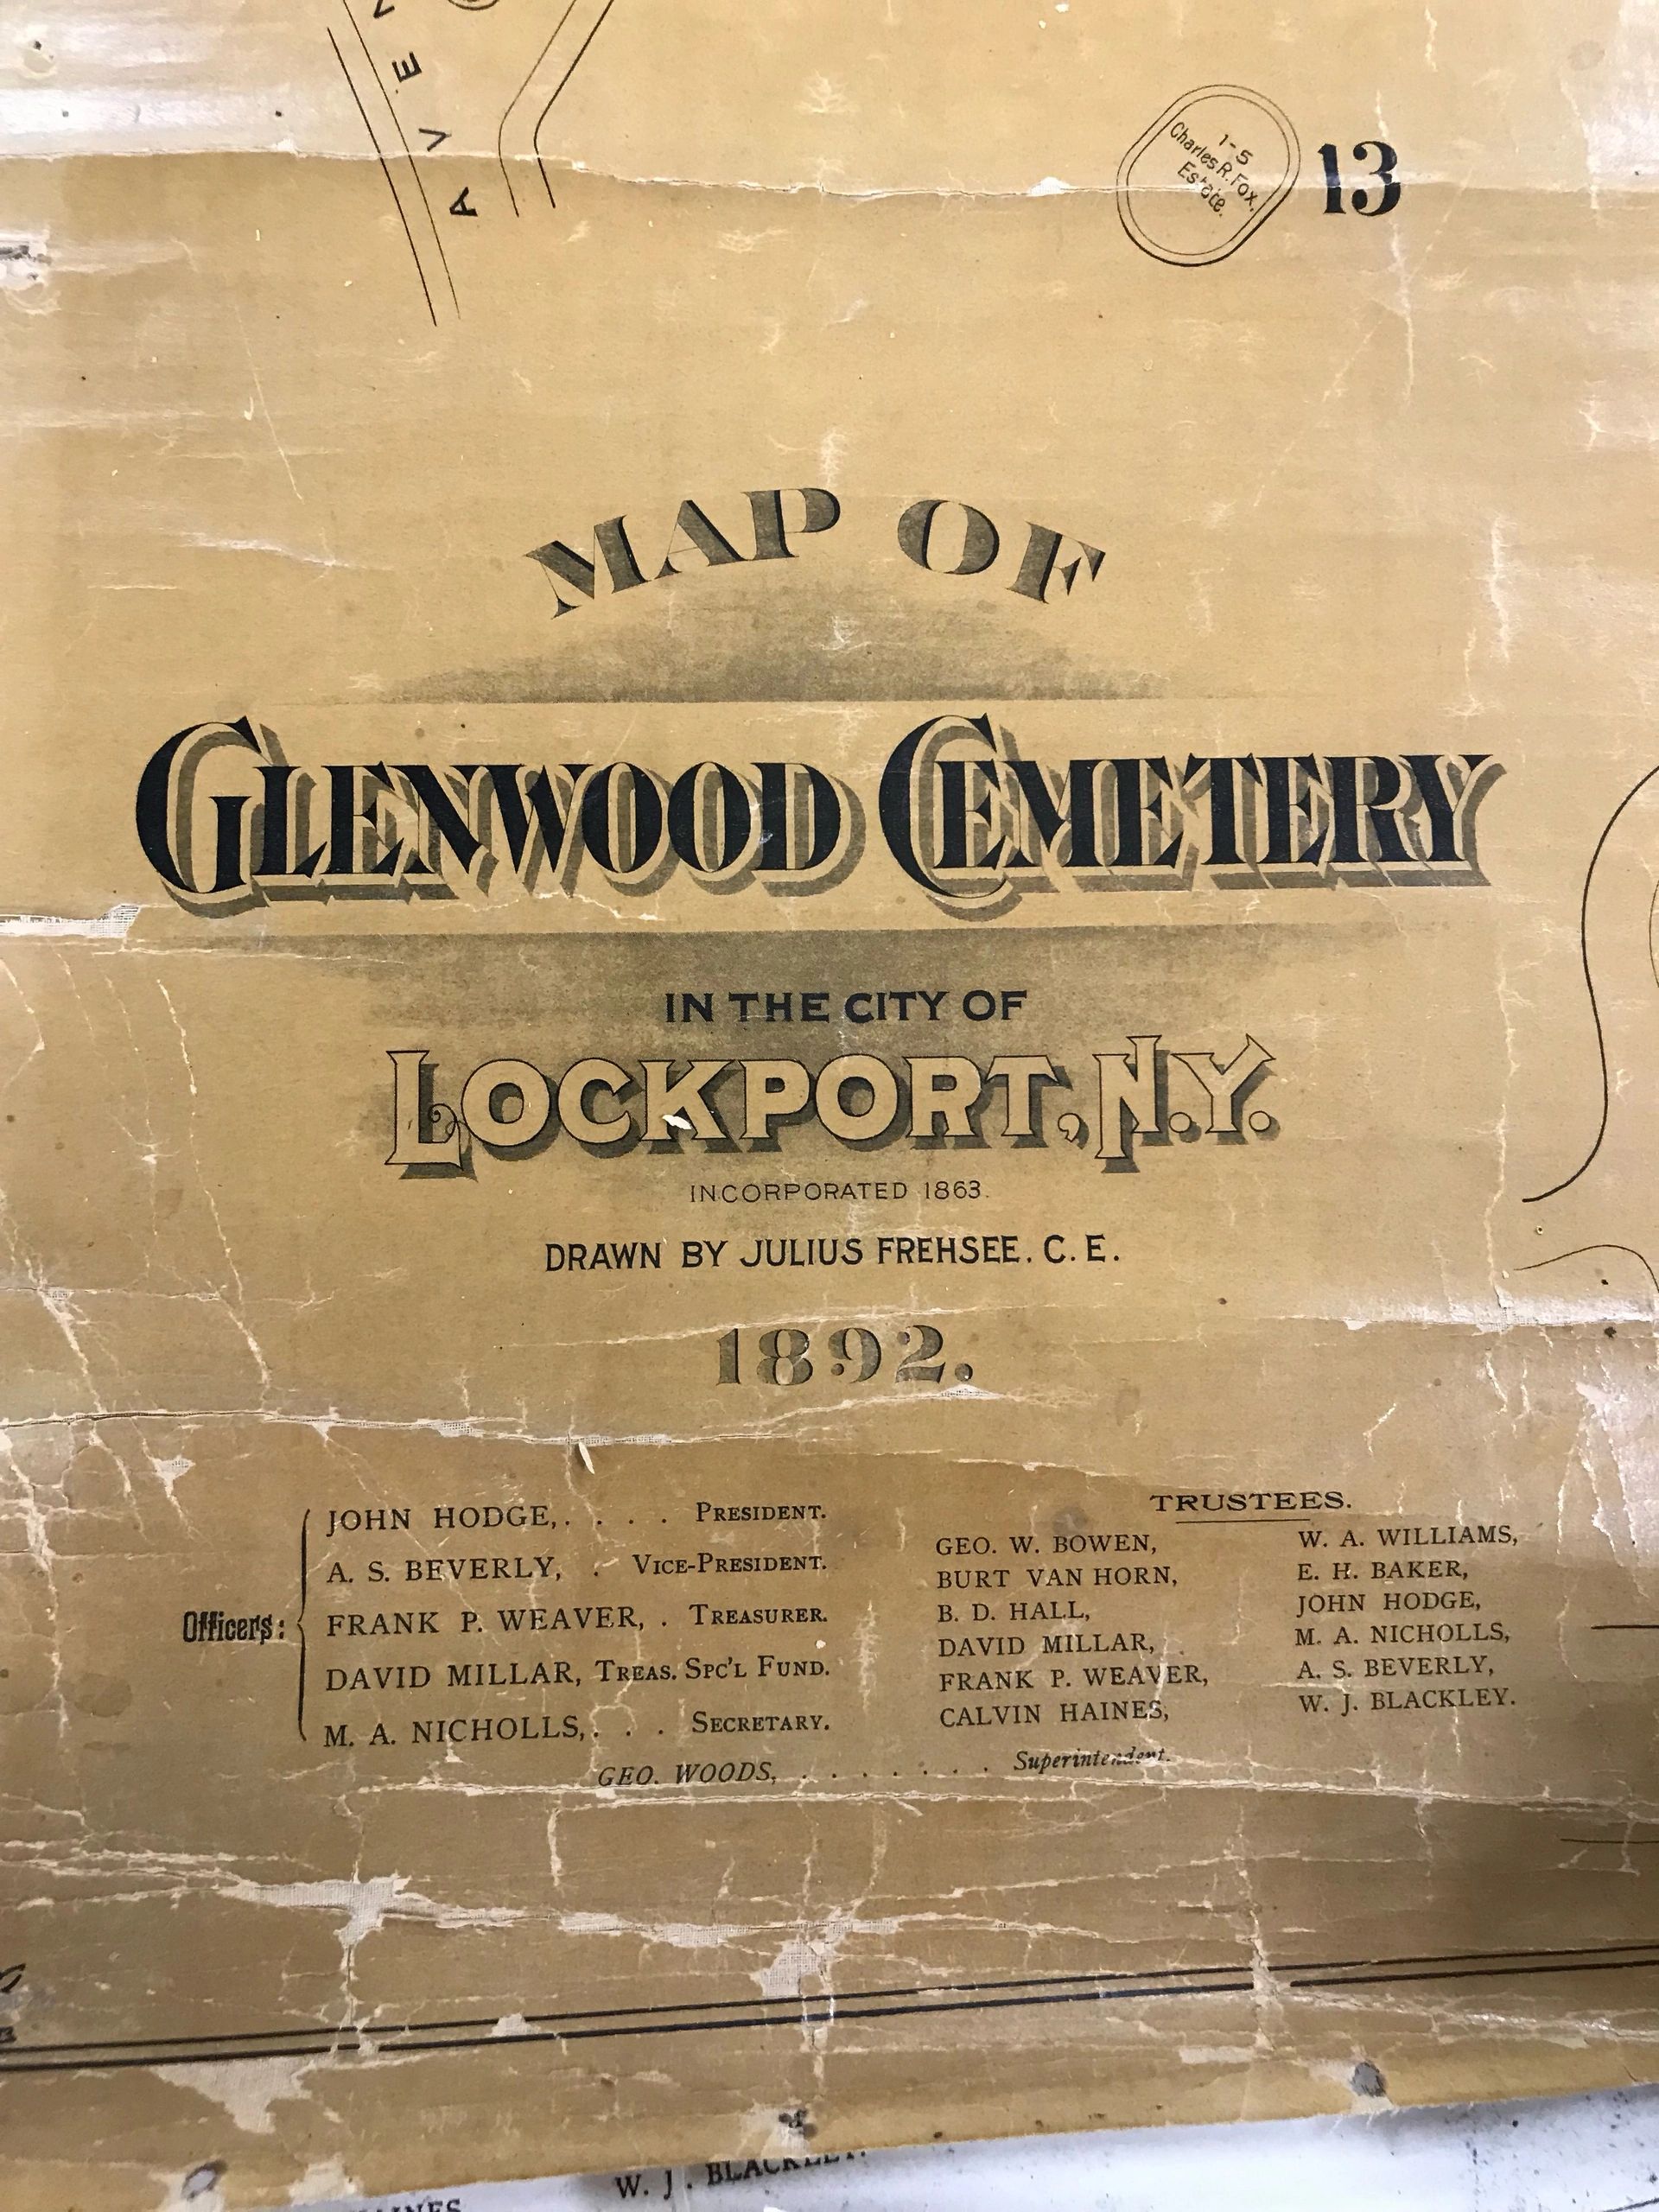 AVEN
1-5
Charles R. Fox,
Estate.
13
MAP OF
GLENWOOD CEMETERY
IN THE CITY OF
LOCKPORT, N.Y.
INCORPORATED 1863.
DRAWN BY JULIUS FREHSEE. C. E.
1892.
Officers:
JOHN HODGE, . . . . PRESIDENT.
A. S. BEVERLY, . VICE-PRESIDENT.
FRANK P. WEAVER, . TREASURER.
DAVID MILLAR, TREAS. SPC'L FUND.
M. A. NICHOLLS, . . . SECRETARY.
TRUSTEES.
GEO. W. BOWEN,
BURT VAN HORN,
B. D. HALL,
DAVID MILLAR,
FRANK P. WEAVER,
CALVIN HAINES,
W. A. WILLIAMS,
E. H. BAKER,
JOHN HODGE,
M. A. NICHOLLS,
A. S. BEVERLY,
W. J. BLACKLEY.
GEO. WOODS, . . . . . . . . Superintendent.
W. J. BLACKLEY.